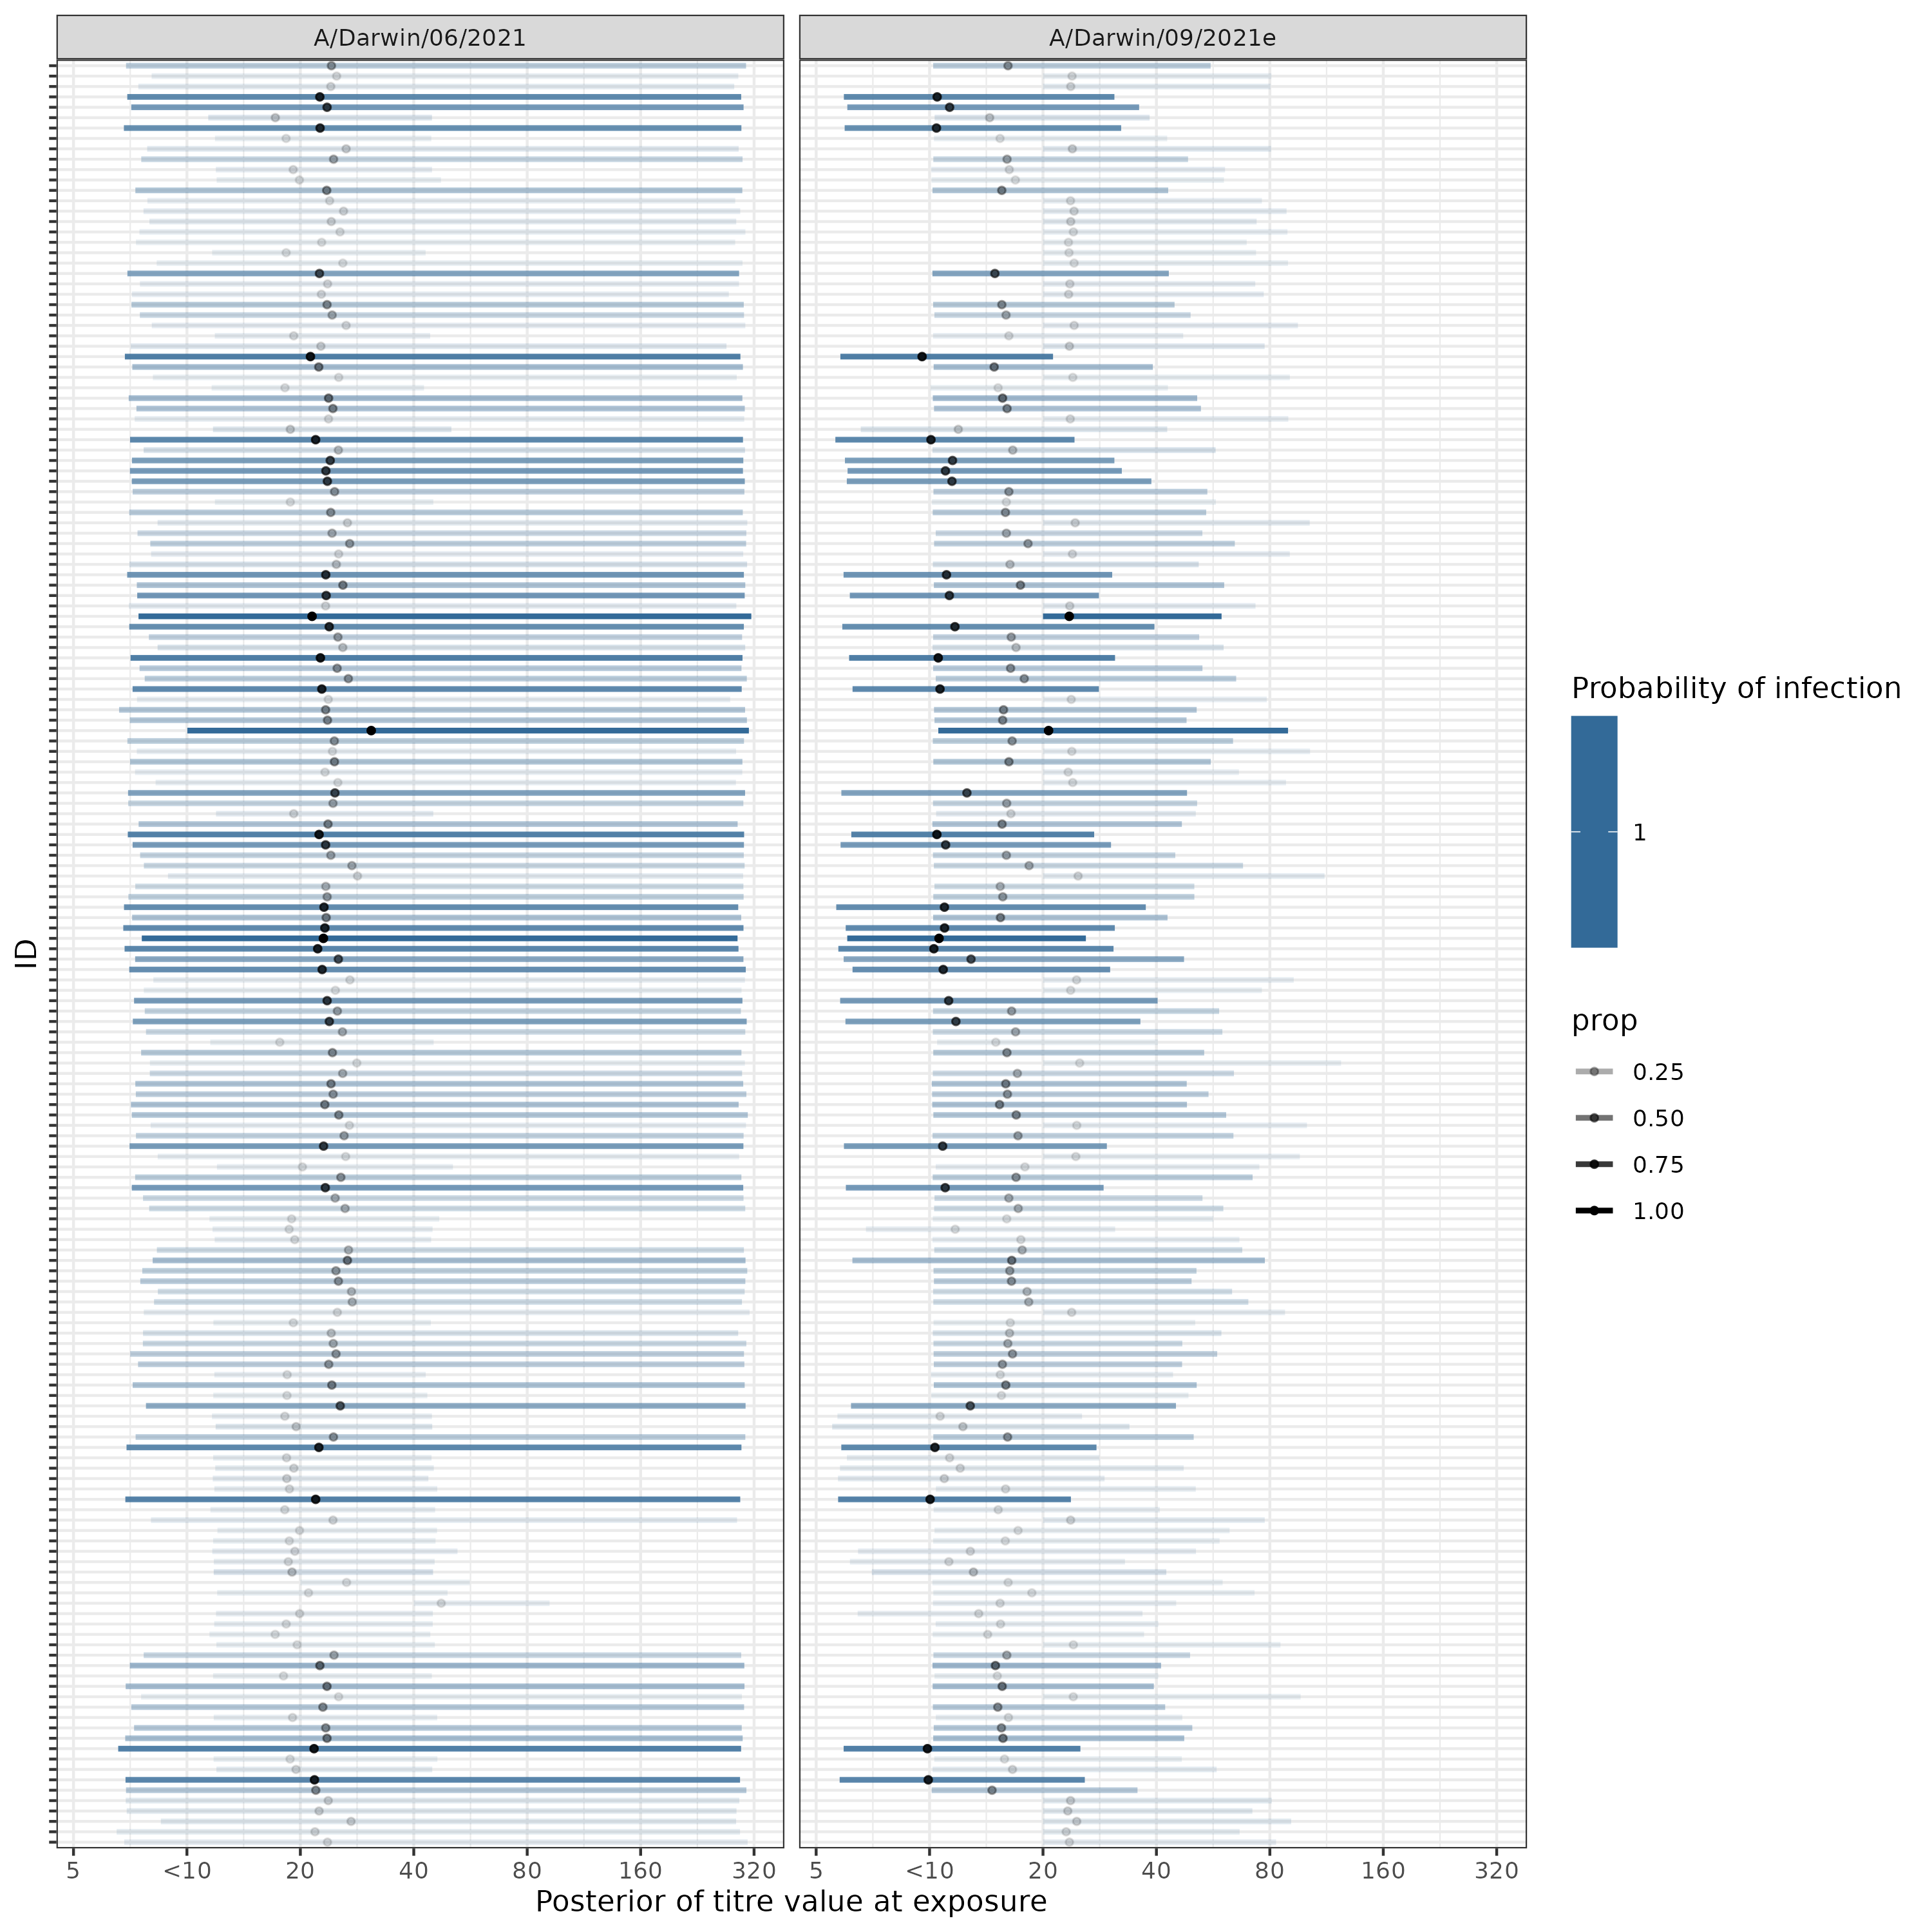 A/Darwin/06/2021
A/Darwin/09/2021e
ID
5 <10 20 40 80 160 320
5 <10 20 40 80 160 320
Posterior of titre value at exposure
Probability of infection
1
prop
0.25
0.50
0.75
1.00